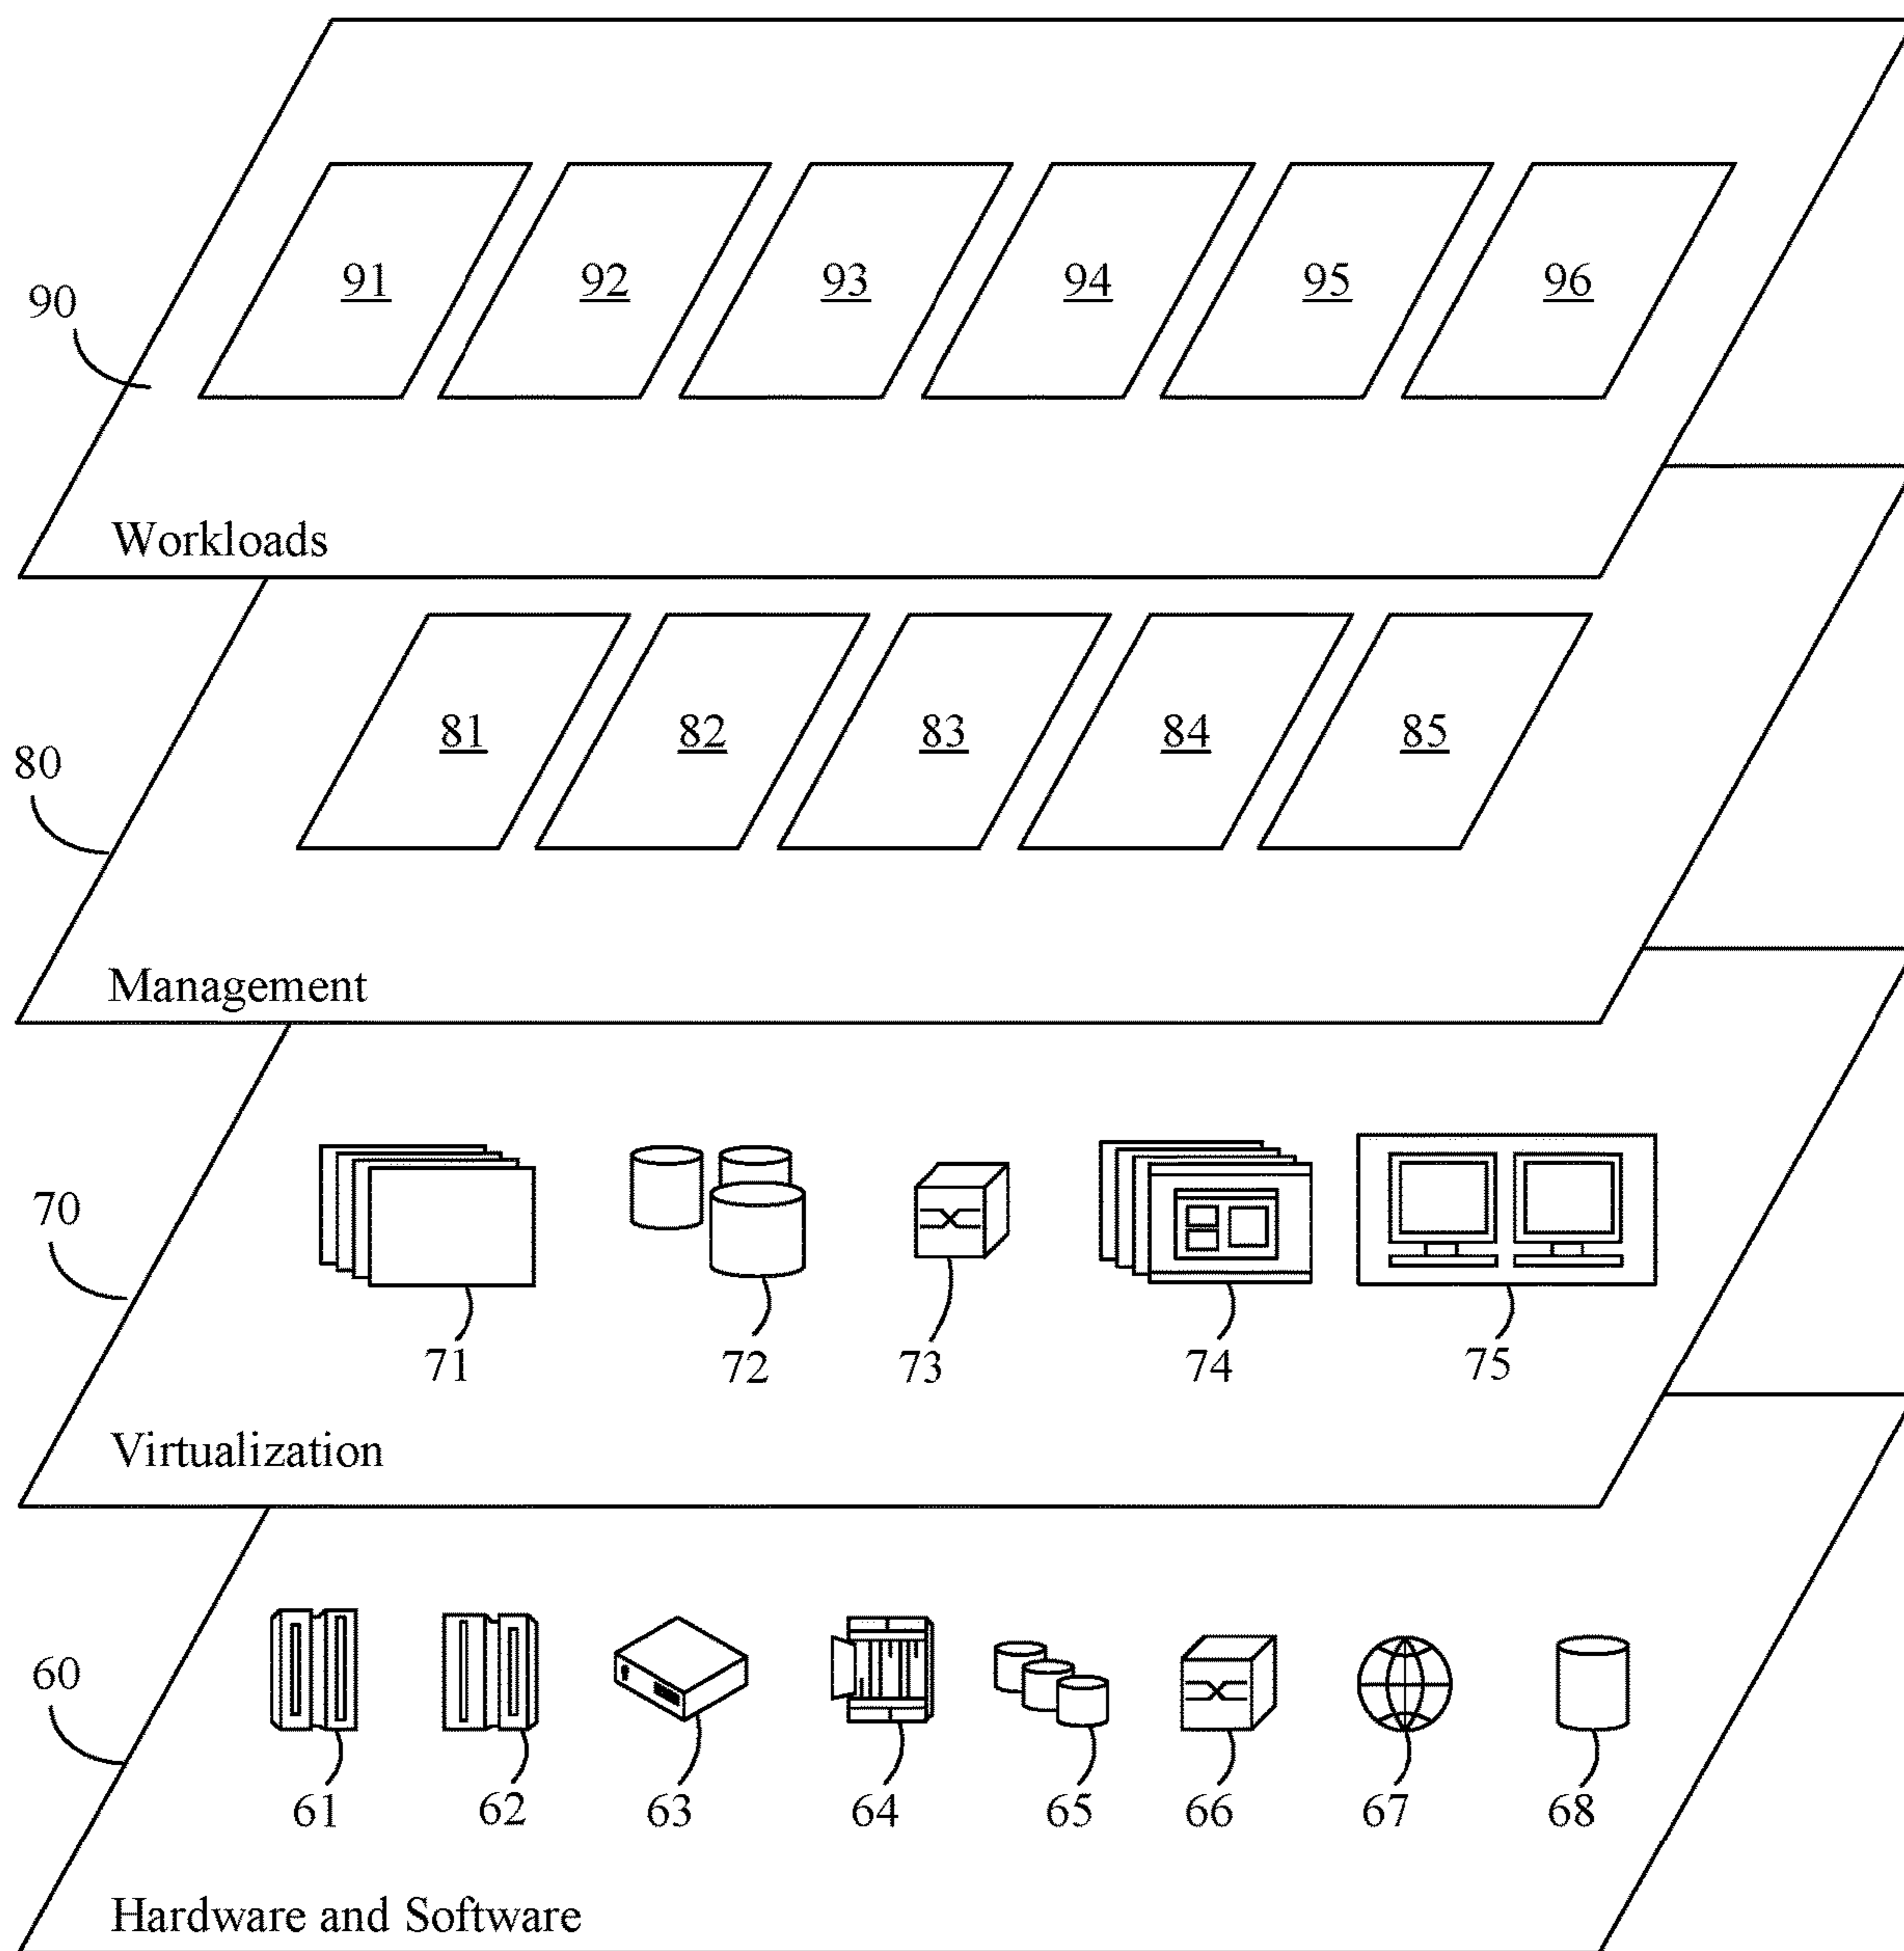 91 92 93 94 95 96
90
Workloads
81 82 83 84 85
80
Management
70
71 72 73 74 75
Virtualization
60
61 62 63 64 65 66 67 68
Hardware and Software